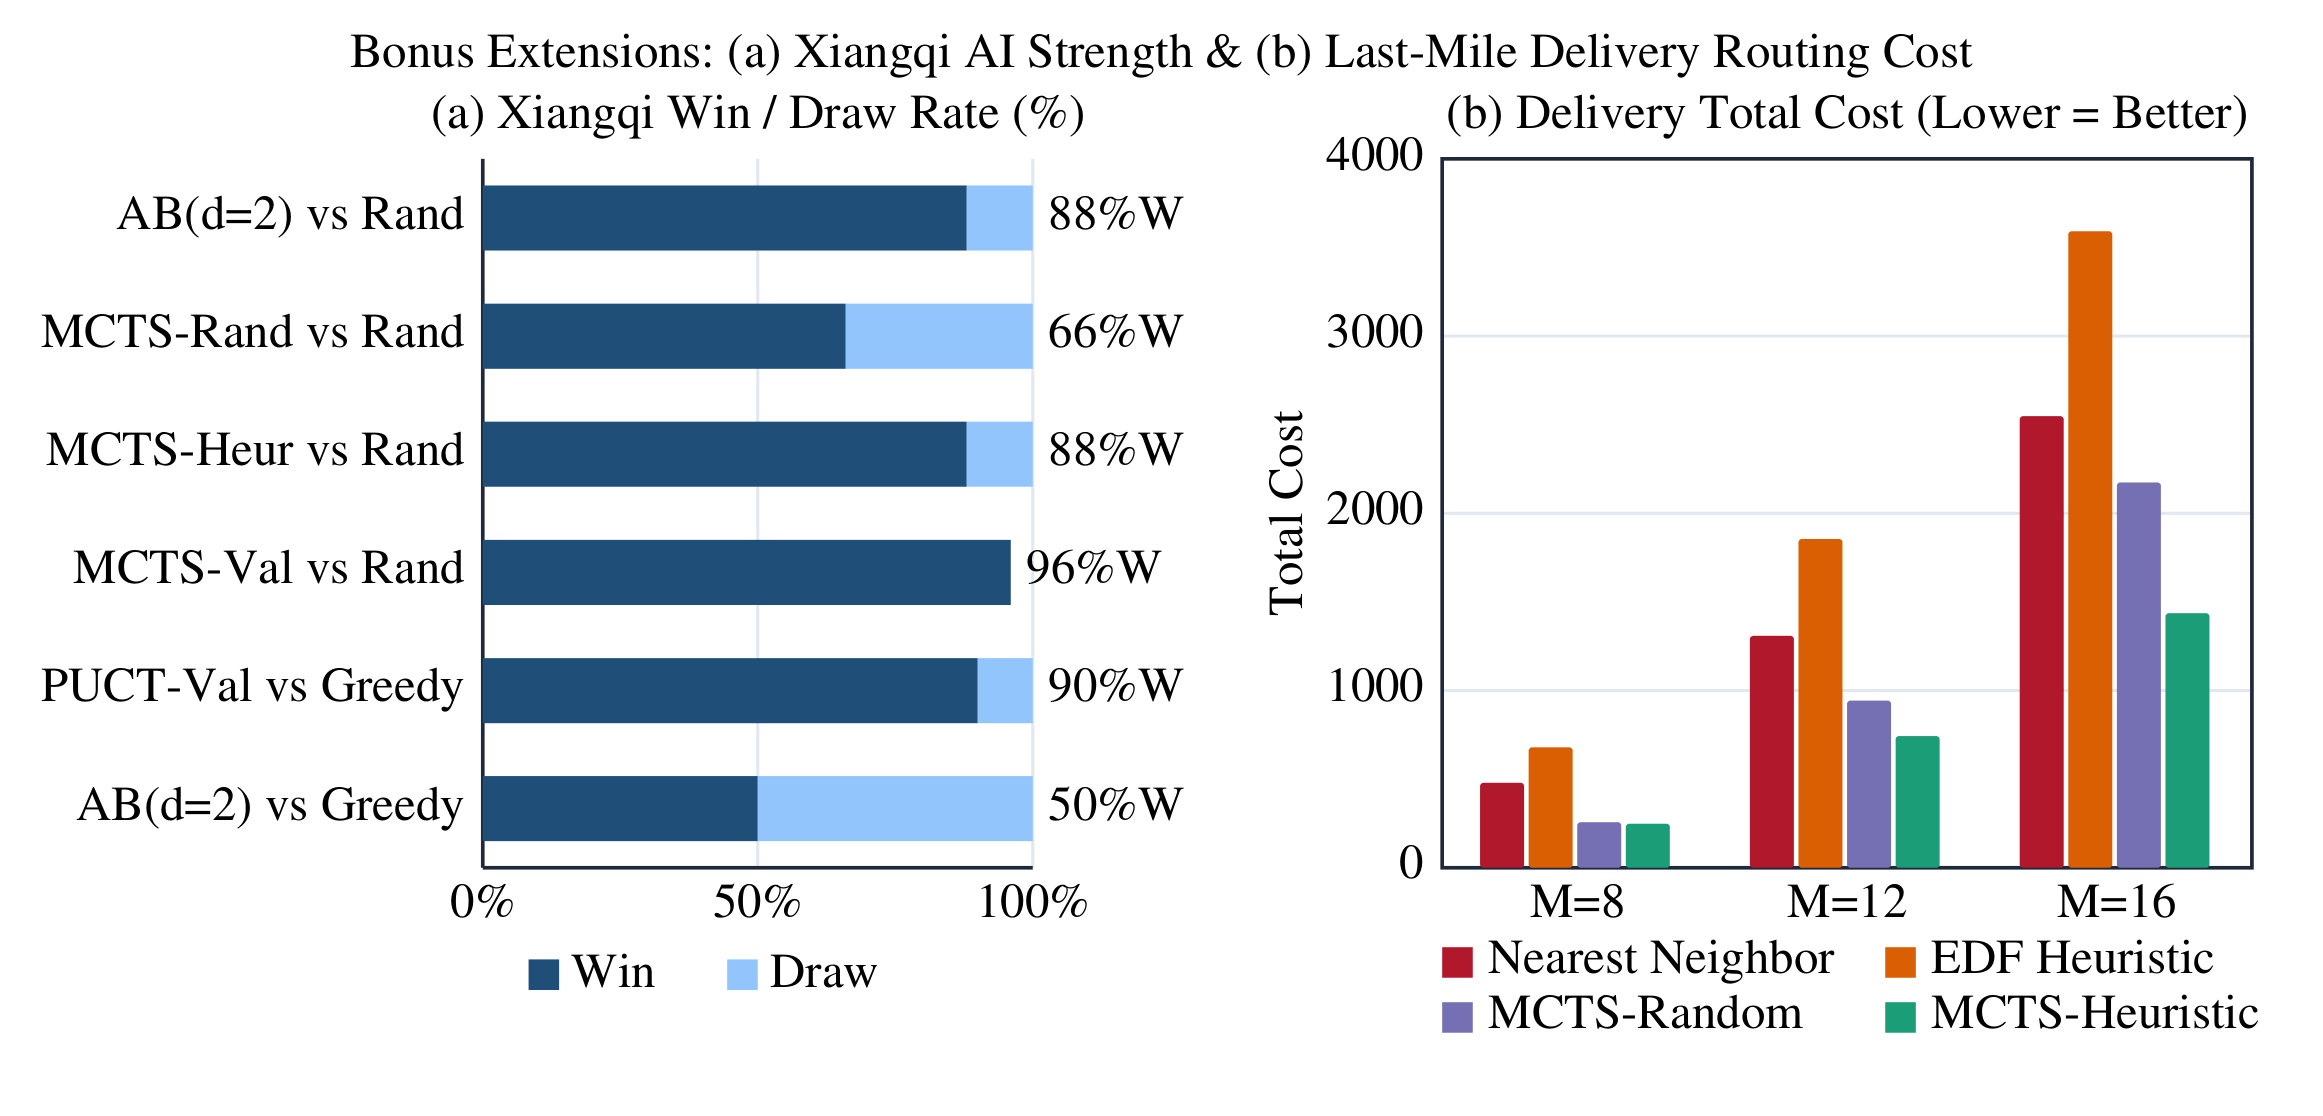 Bonus Extensions: (a) Xiangqi AI Strength & (b) Last-Mile Delivery Routing Cost
(a) Xiangqi Win / Draw Rate (%)
AB(d=2) vs Rand 88%W
MCTS-Rand vs Rand 66%W
MCTS-Heur vs Rand 88%W
MCTS-Val vs Rand 96%W
PUCT-Val vs Greedy 90%W
AB(d=2) vs Greedy 50%W
0% 50% 100%
Win Draw
(b) Delivery Total Cost (Lower = Better)
Total Cost
4000
3000
2000
1000
0
M=8 M=12 M=16
Nearest Neighbor EDF Heuristic
MCTS-Random MCTS-Heuristic